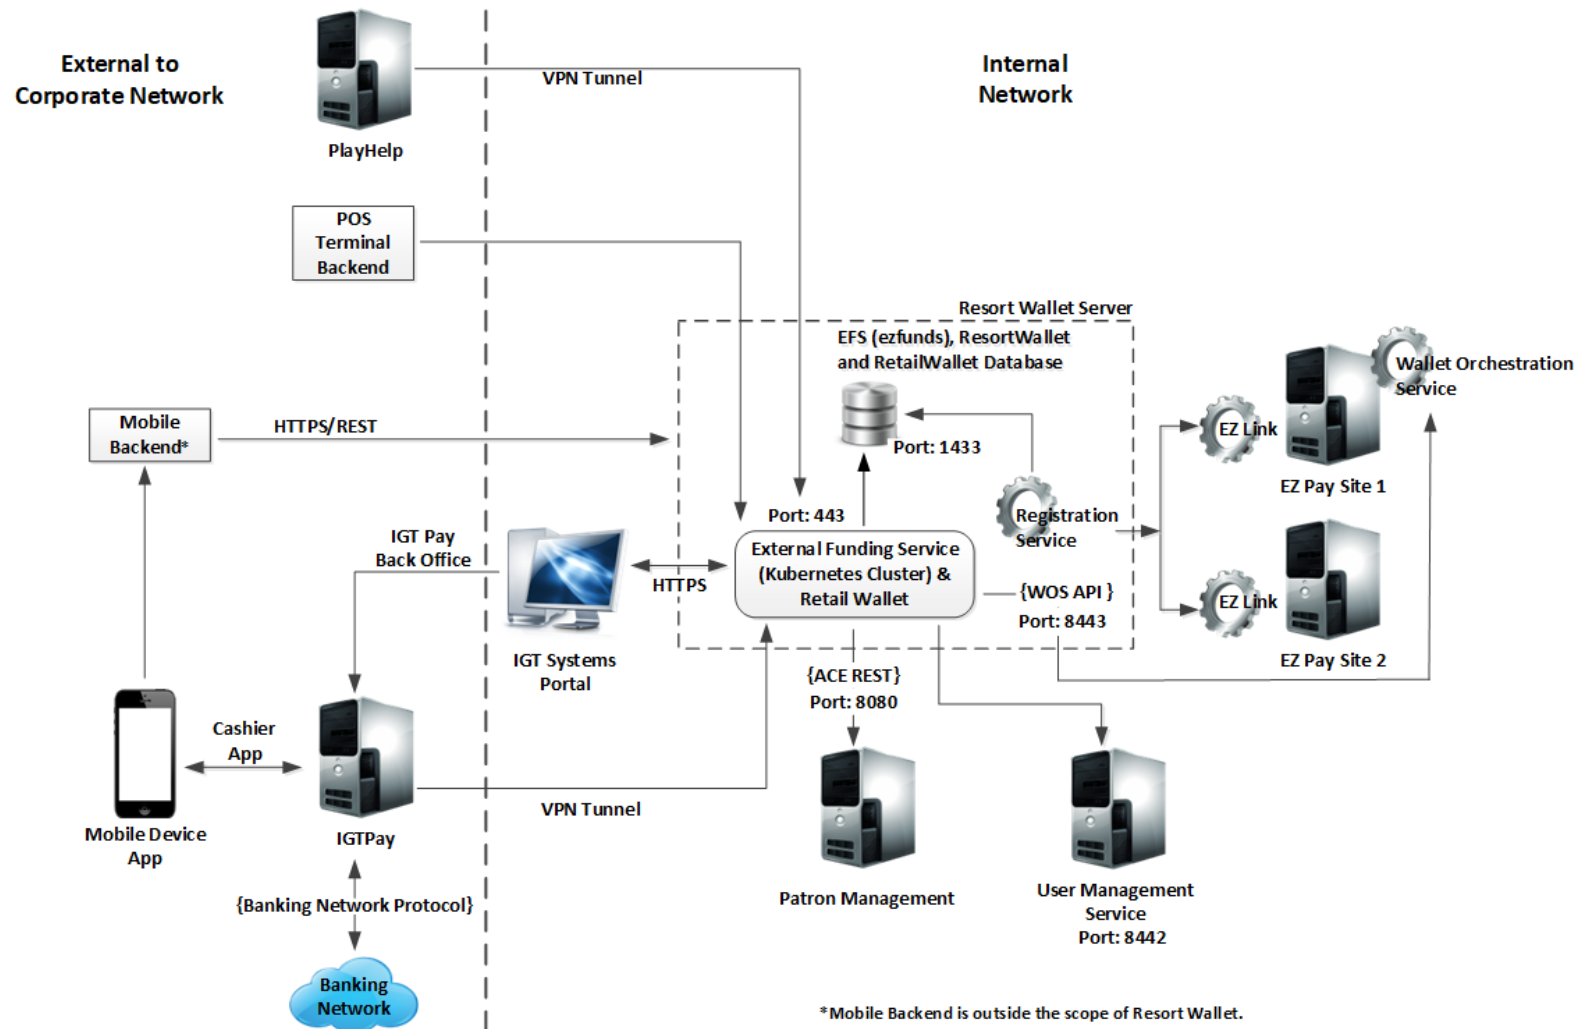 External to
Corporate Network
Internal
Network
VPN Tunnel
PlayHelp
POS
Terminal
Backend
Resort Wallet Server
EFS (ezfunds), ResortWallet
and RetailWallet Database
Wallet Orchestration
Service
Mobile
Backend*
HTTPS/REST
Port: 1433
EZ Link
EZ Pay Site 1
Port: 443
Registration
Service
IGT Pay
Back Office
External Funding Service
(Kubernetes Cluster) &
Retail Wallet
HTTPS
{WOS API }
Port: 8443
EZ Link
EZ Pay Site 2
IGT Systems
Portal
{ACE REST}
Port: 8080
Cashier
App
VPN Tunnel
Mobile Device
App
IGTPay
Patron Management
User Management
Service
Port: 8442
{Banking Network Protocol}
Banking
Network
*Mobile Backend is outside the scope of Resort Wallet.